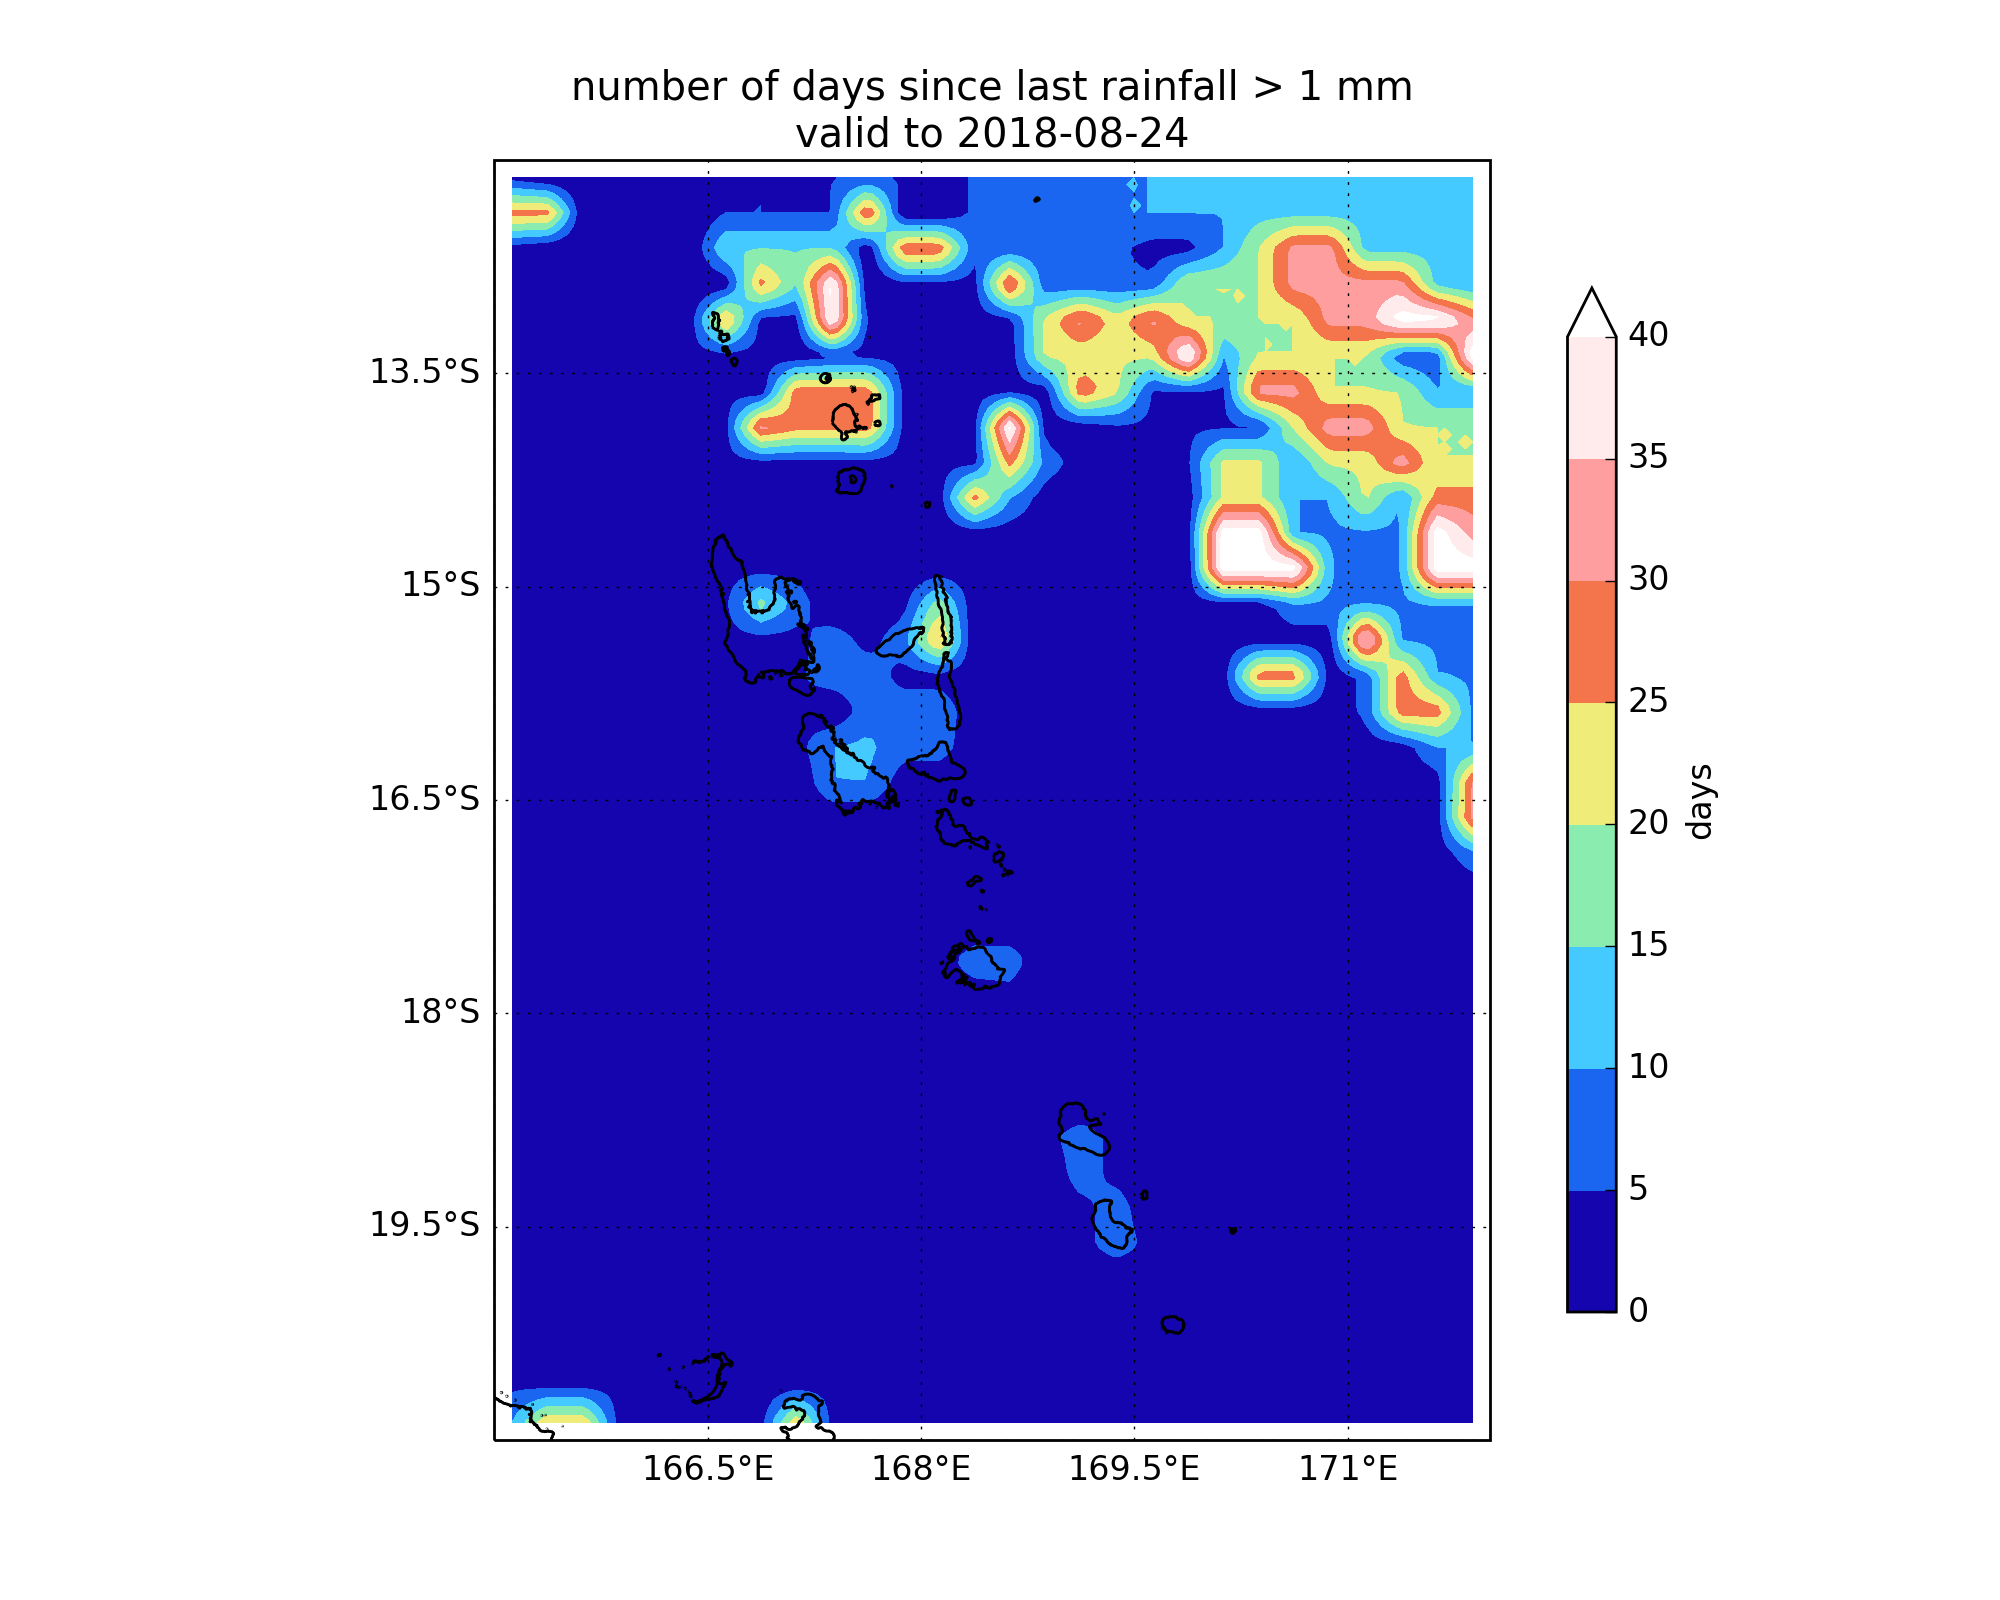 number of days since last rainfall > 1 mm
valid to 2018-08-24
13.5°S
15°S
16.5°S
18°S
19.5°S
166.5°E
168°E
169.5°E
171°E
40
35
30
25
20
15
10
5
0
days